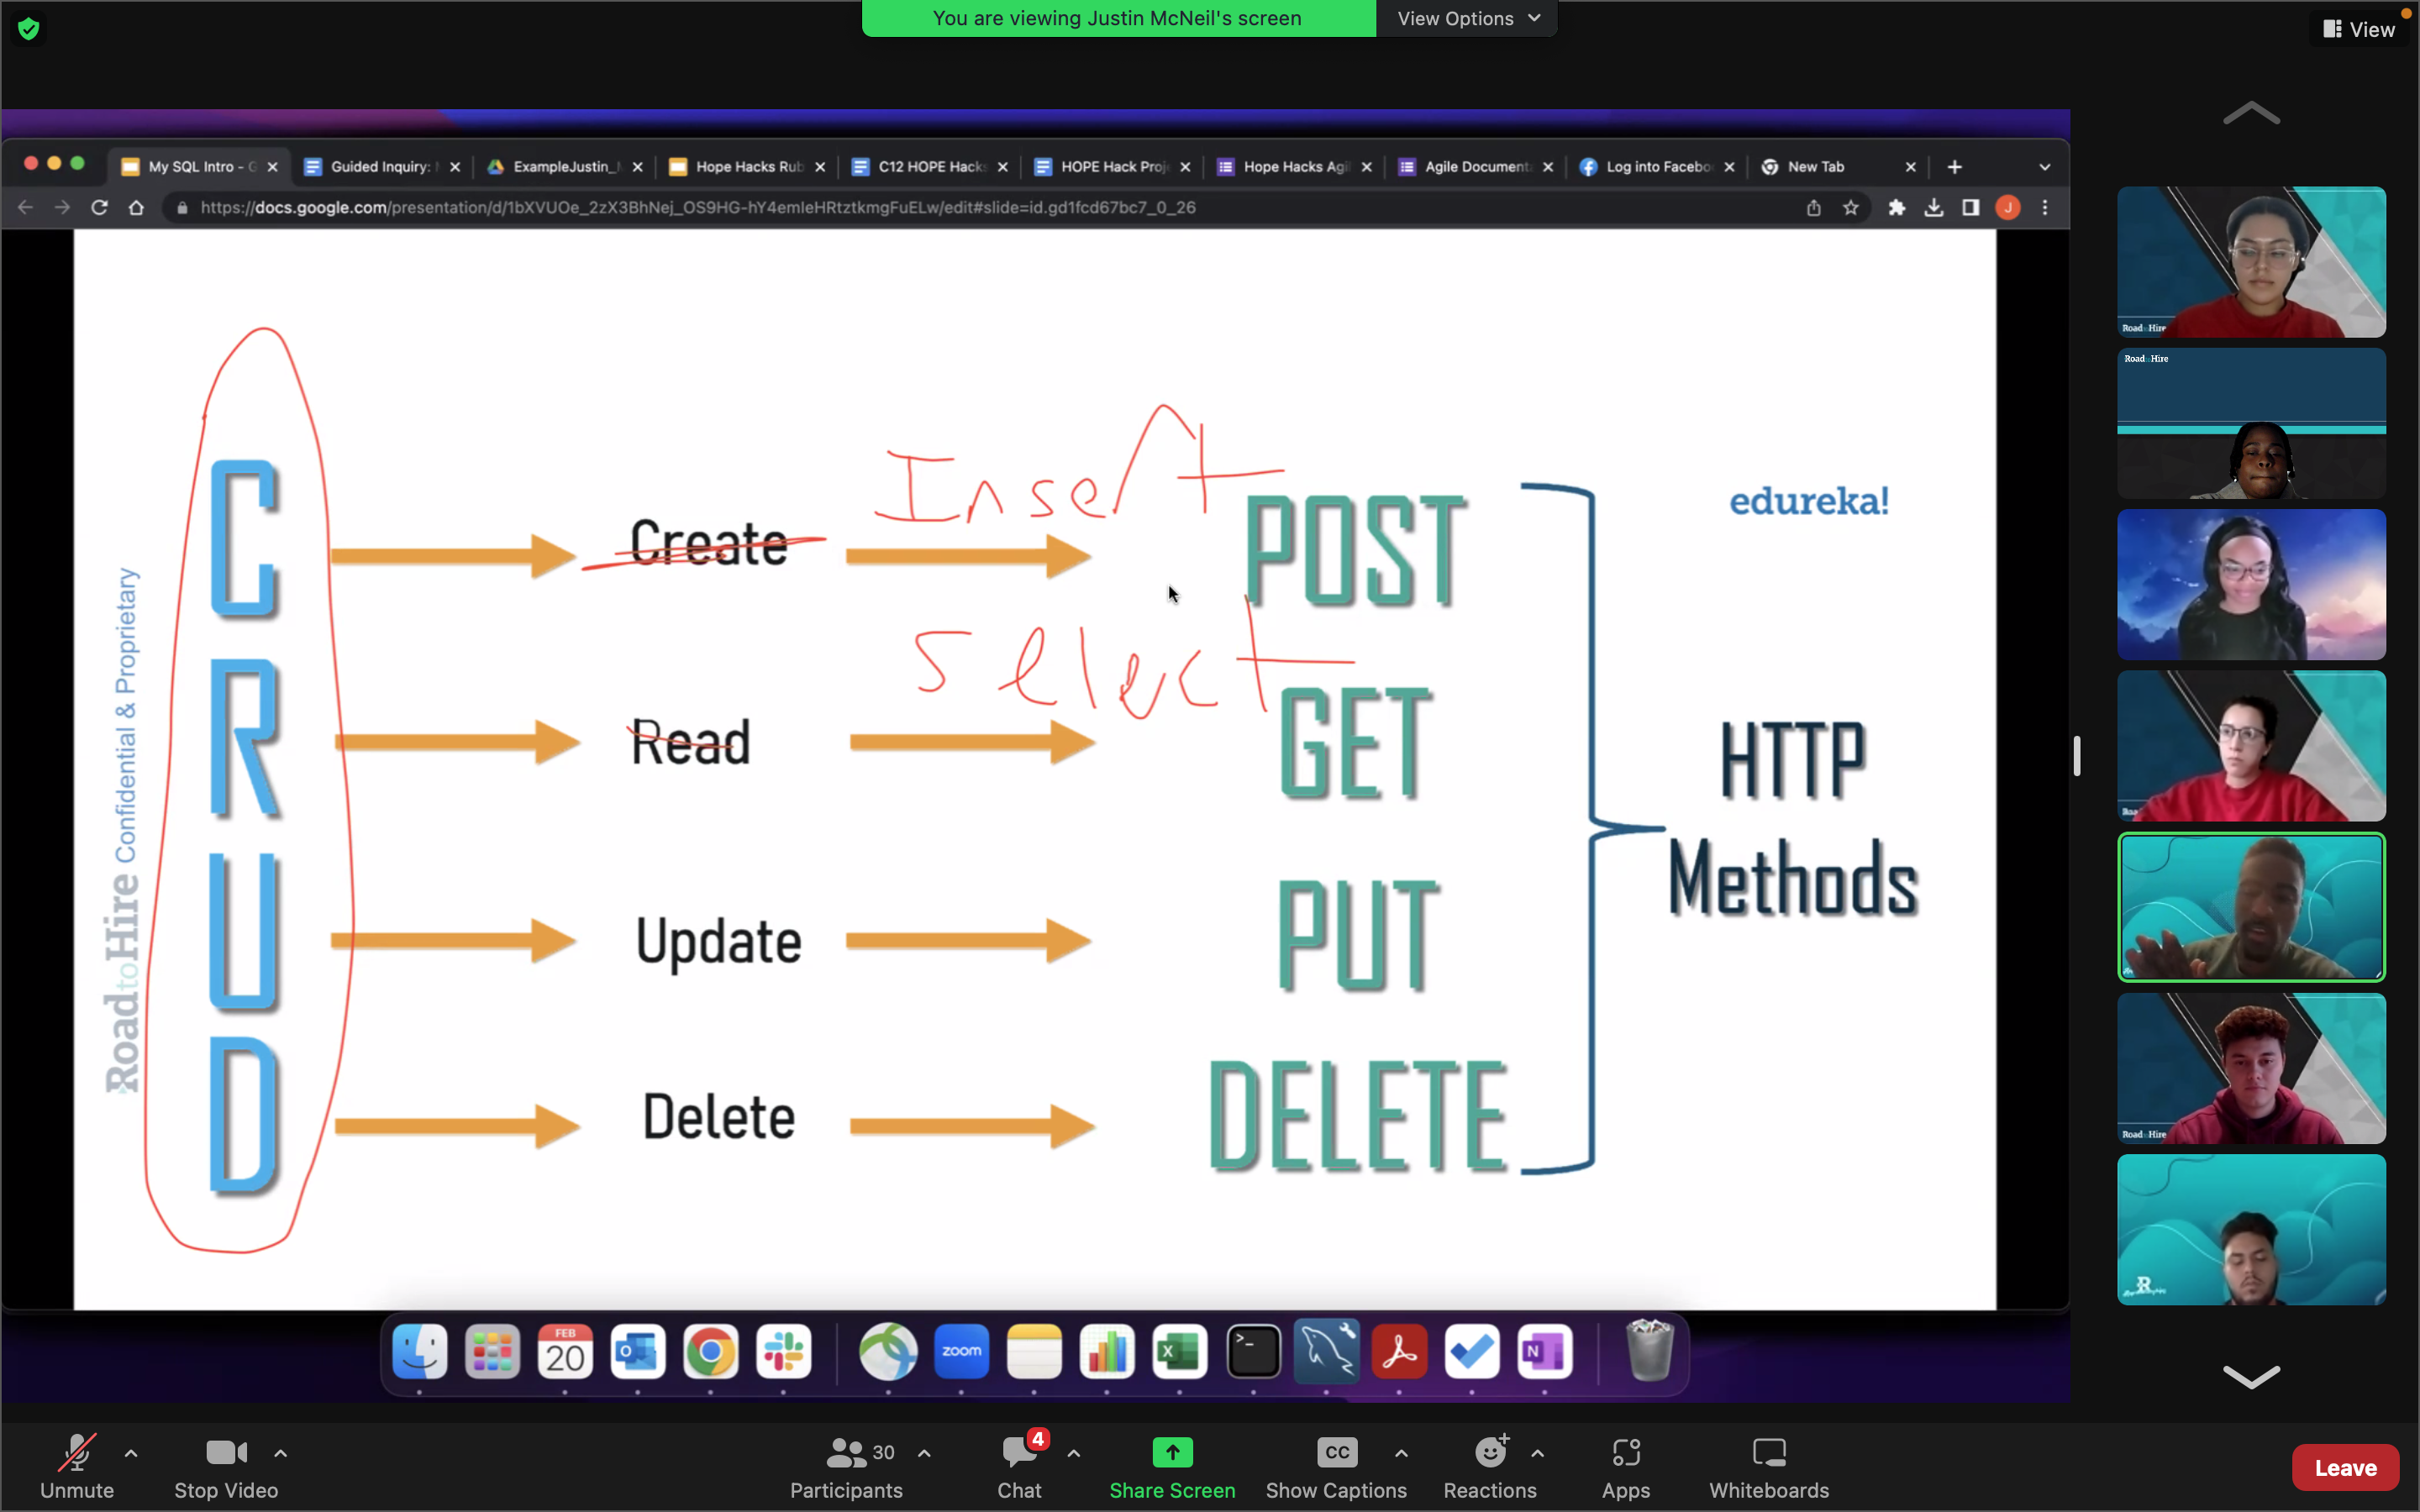 You are viewing Justin McNeil's screen
View Options
View
My SQL Intro - G
Guided Inquiry: M
ExampleJustin_
Hope Hacks Rub
C12 HOPE Hacks
HOPE Hack Proj
Hope Hacks Agi
Agile Document
Log into Facebo
New Tab
https://docs.google.com/presentation/d/1bXVUOe_2zX3BhNej_OS9HG-hY4emleHRtztkmgFuELw/edit#slide=id.gd1fcd67bc7_0_26
J
RoadtoHire Confidential & Proprietary
Insert
C Create POST
edureka!
Select
R Read GET
HTTP
Methods
U Update PUT
D Delete DELETE
Road to Hire
Road to Hire
Road to Hire
R
FEB
20
O
zoom
X
>_
N
Unmute
Stop Video
30
Participants
4
Chat
Share Screen
CC
Show Captions
Reactions
Apps
Whiteboards
Leave